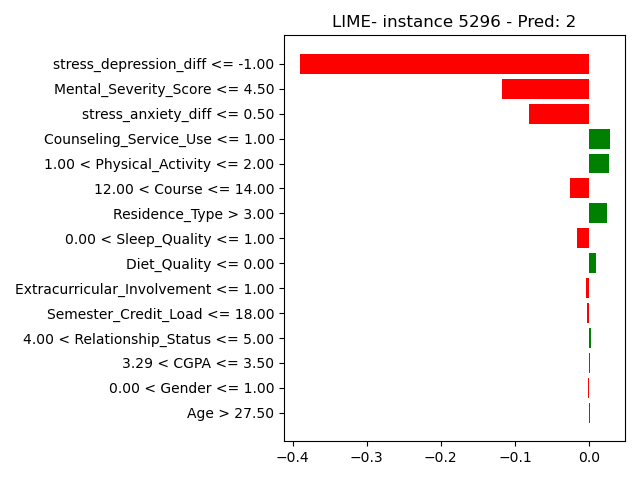 LIME- instance 5296 - Pred: 2
stress_depression_diff <= -1.00
Mental_Severity_Score <= 4.50
stress_anxiety_diff <= 0.50
Counseling_Service_Use <= 1.00
1.00 < Physical_Activity <= 2.00
12.00 < Course <= 14.00
Residence_Type > 3.00
0.00 < Sleep_Quality <= 1.00
Diet_Quality <= 0.00
Extracurricular_Involvement <= 1.00
Semester_Credit_Load <= 18.00
4.00 < Relationship_Status <= 5.00
3.29 < CGPA <= 3.50
0.00 < Gender <= 1.00
Age > 27.50
−0.4 −0.3 −0.2 −0.1 0.0